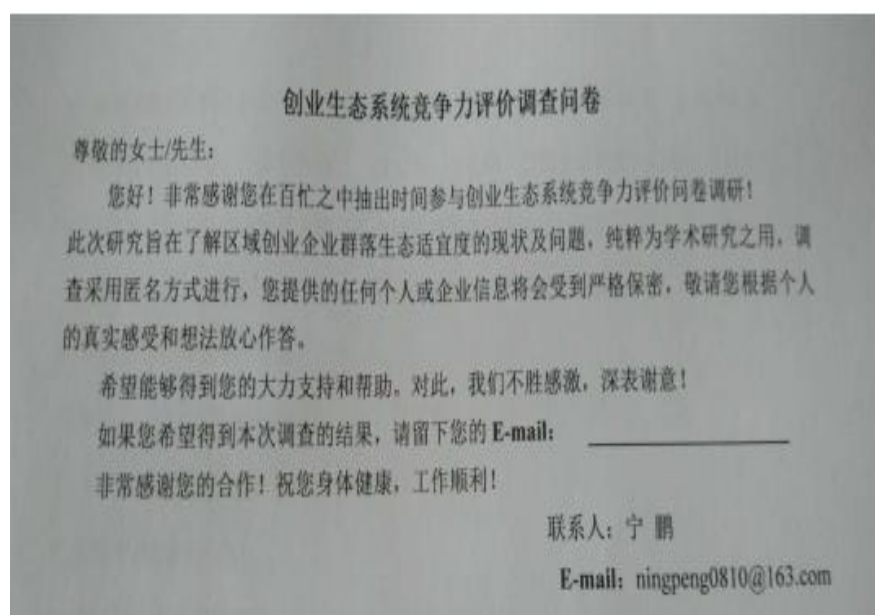 创业生态系统竞争力评价调查问卷
尊敬的女士/先生：
您好！非常感谢您在百忙之中抽出时间参与创业生态系统竞争力评价问卷调研！
此次研究旨在了解区域创业企业群落生态适宜度的现状及问题，纯粹为学术研究之用，调
查采用匿名方式进行，您提供的任何个人或企业信息将会受到严格保密，敬请您根据个人
的真实感受和想法放心作答。
希望能够得到您的大力支持和帮助。对此，我们不胜感激，深表谢意！
如果您希望得到本次调查的结果，请留下您的 E-mail：
非常感谢您的合作！祝您身体健康，工作顺利！
联系人：宁 鹏
E-mail：ningpeng0810@163.com